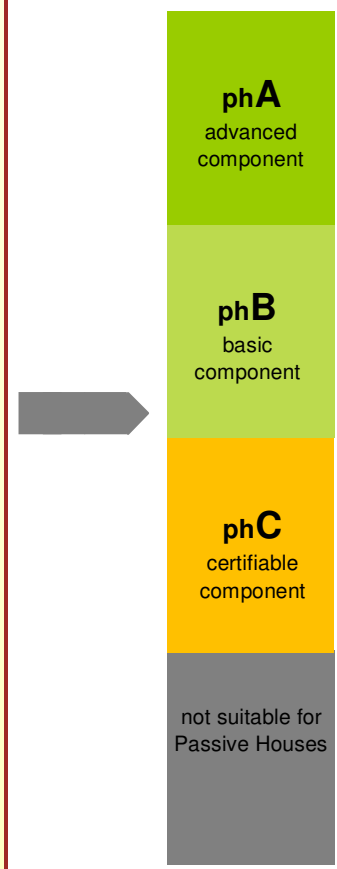 phA
advanced
component
phB
basic
component
phC
certifiable
component
not suitable for
Passive Houses